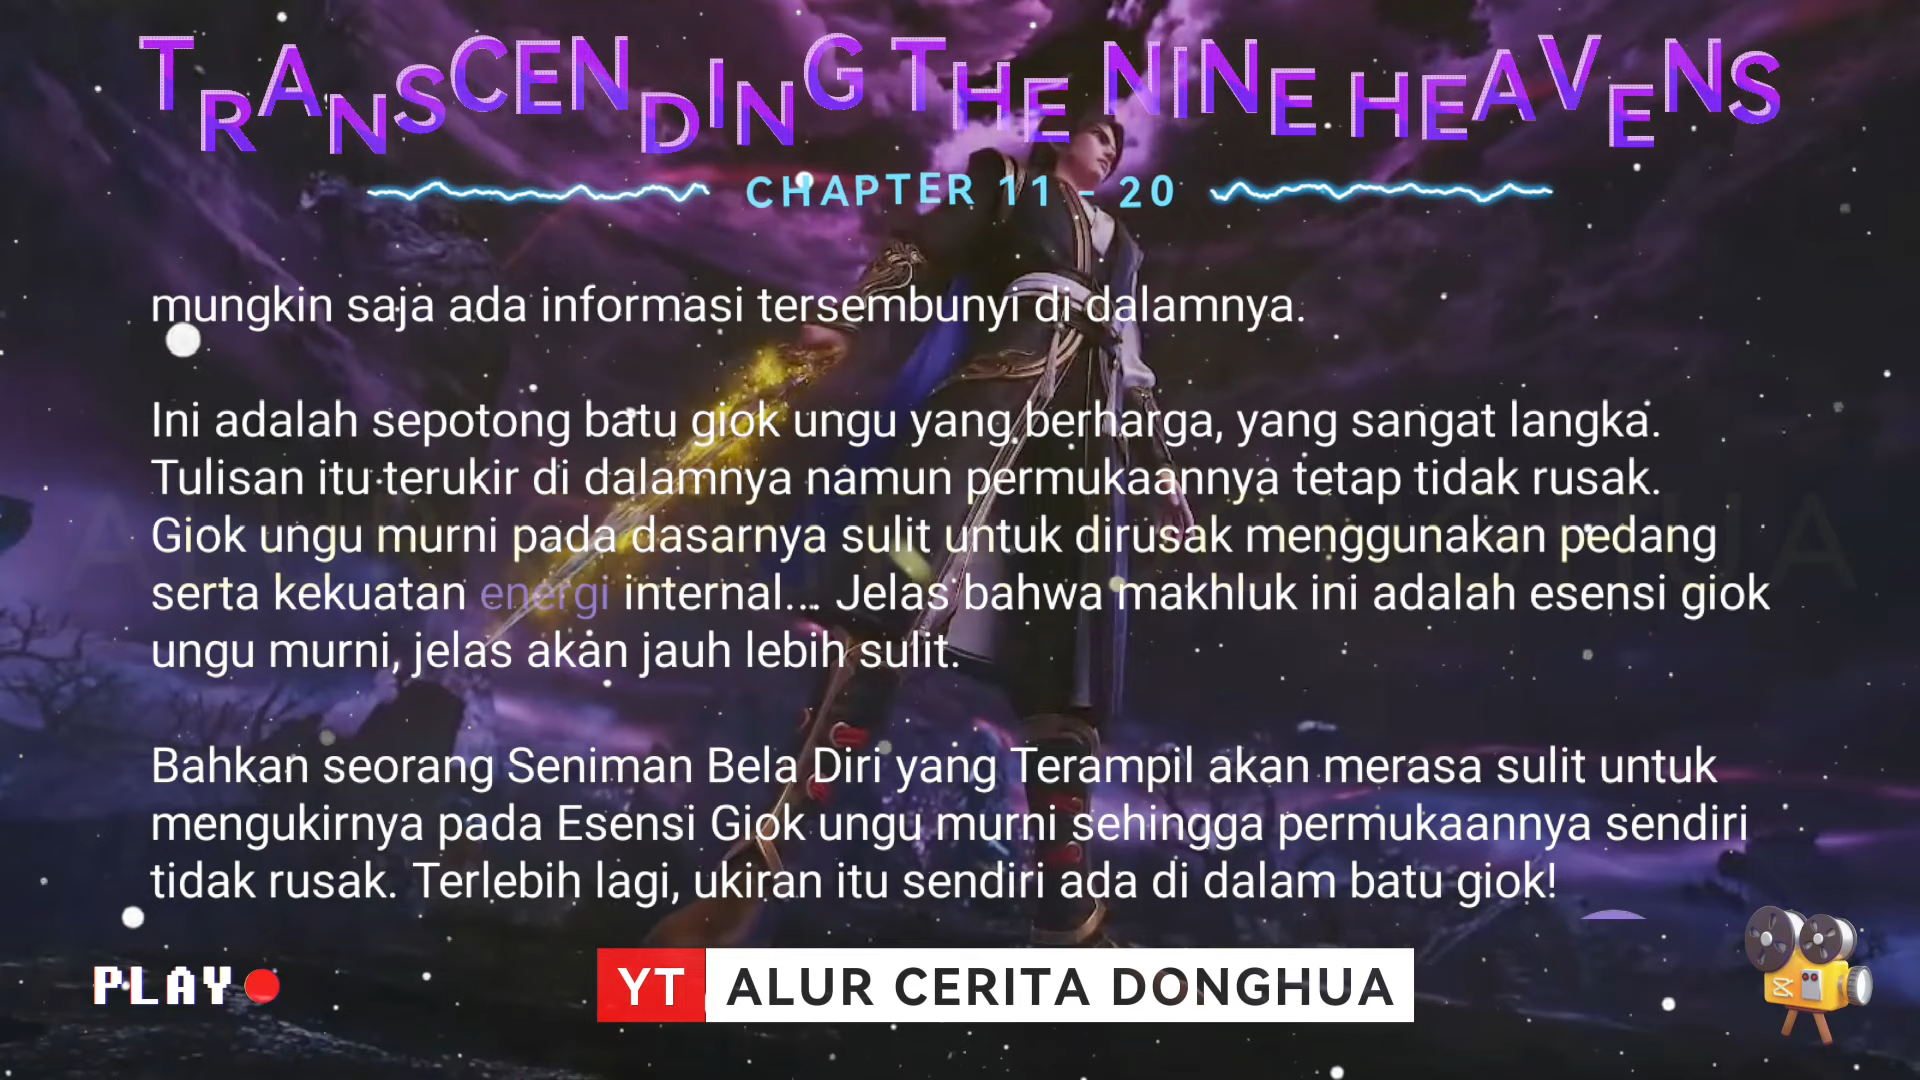 TRANSCENDING THE NINE HEAVENS
CHAPTER 11 - 20
mungkin saja ada informasi tersembunyi di dalamnya.
Ini adalah sepotong batu giok ungu yang berharga, yang sangat langka.
Tulisan itu terukir di dalamnya namun permukaannya tetap tidak rusak.
Giok ungu murni pada dasarnya sulit untuk dirusak menggunakan pedang
serta kekuatan energi internal... Jelas bahwa makhluk ini adalah esensi giok
ungu murni, jelas akan jauh lebih sulit.
Bahkan seorang Seniman Bela Diri yang Terampil akan merasa sulit untuk
mengukirnya pada Esensi Giok ungu murni sehingga permukaannya sendiri
tidak rusak. Terlebih lagi, ukiran itu sendiri ada di dalam batu giok!
PLAY
YT ALUR CERITA DONGHUA